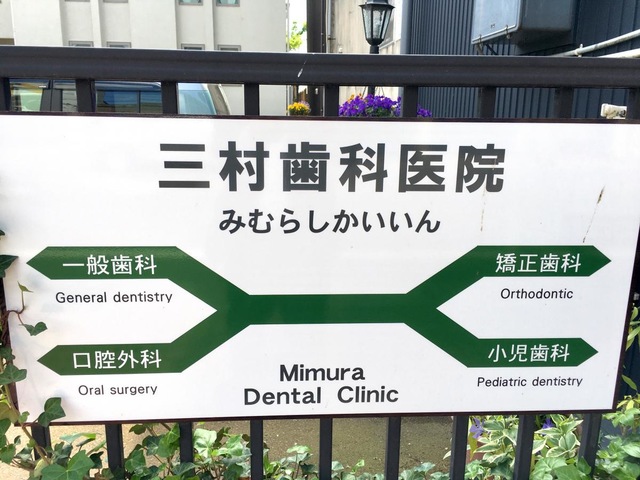 三村歯科医院
みむらしかいいん
一般歯科
General dentistry
矯正歯科
Orthodontic
口腔外科
Oral surgery
小児歯科
Pediatric dentistry
Mimura
Dental Clinic